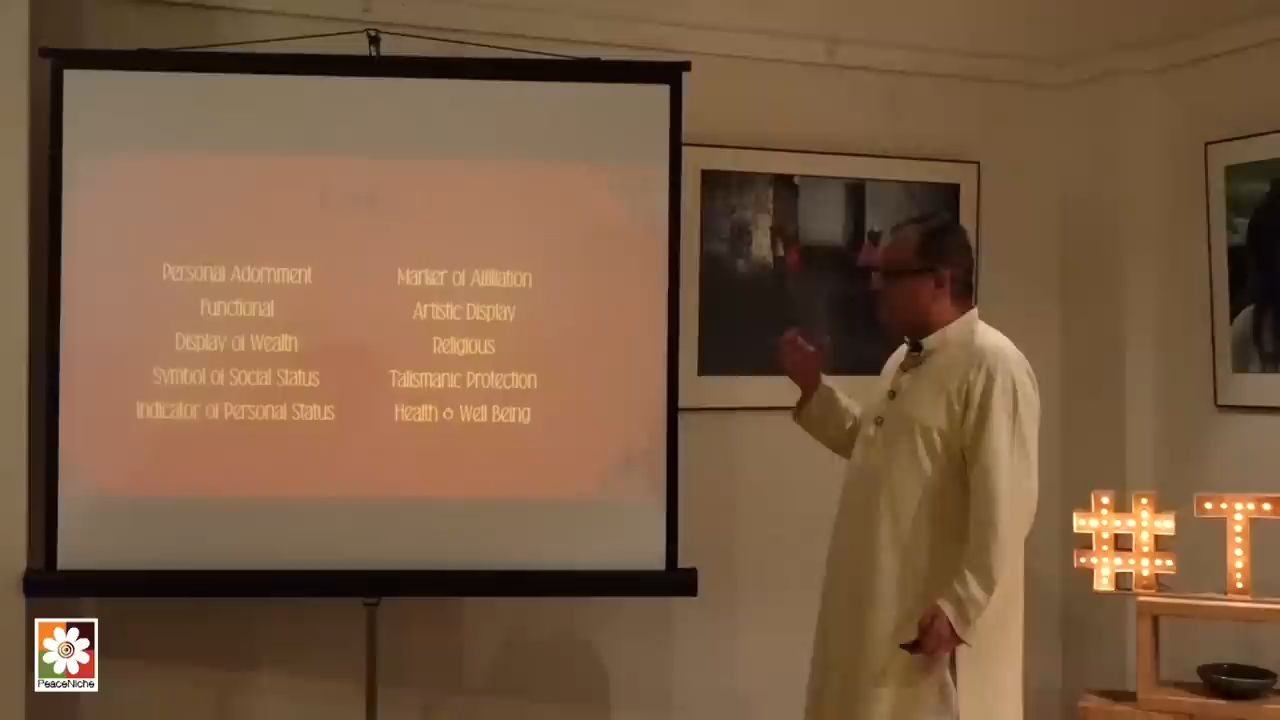 Personal Adornment
Functional
Display of Wealth
Symbol of Social Status
Indicator of Personal Status
Marker of Affiliation
Artistic Display
Religious
Talismanic Protection
Health & Well Being
#T
PeaceNiche